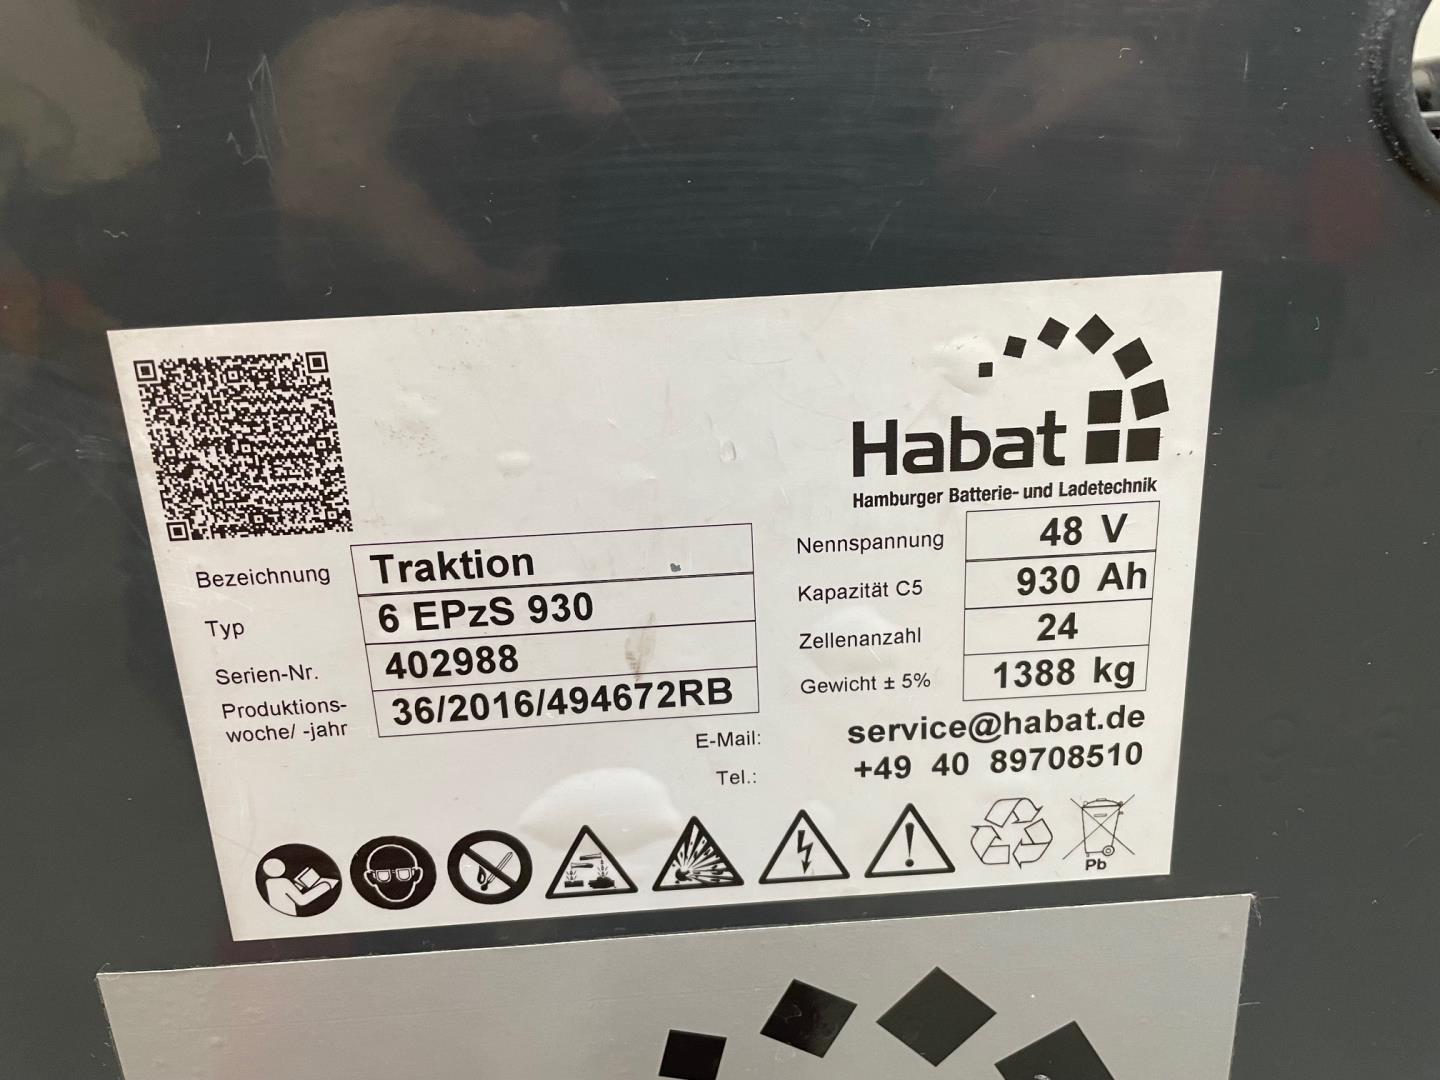 Habat
Hamburger Batterie- und Ladetechnik
Bezeichnung Traktion
Typ 6 EPzS 930
Serien-Nr. 402988
Produktions-
woche/ -jahr 36/2016/494672RB
Nennspannung 48 V
Kapazität C5 930 Ah
Zellenanzahl 24
Gewicht ± 5% 1388 kg
E-Mail: service@habat.de
Tel.: +49 40 89708510
Pb